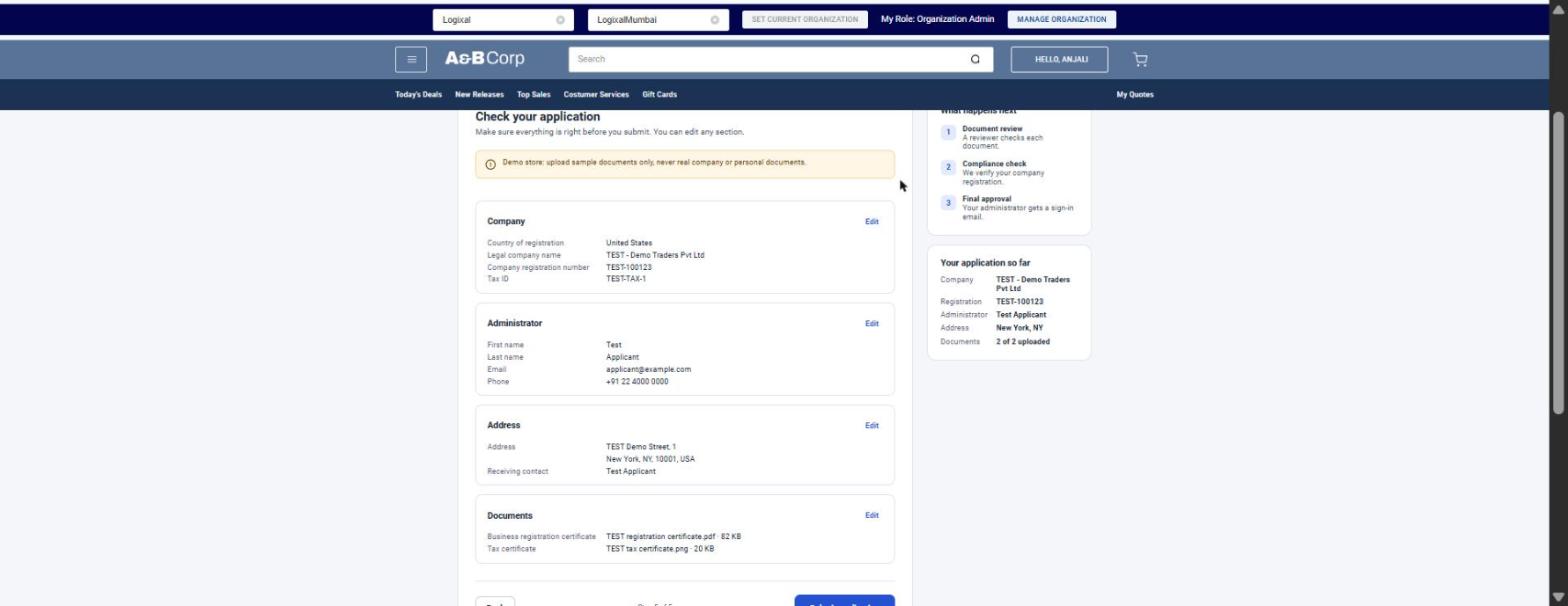 Logixal
LogixalMumbai
SET CURRENT ORGANIZATION
My Role: Organization Admin
MANAGE ORGANIZATION
A&B Corp
Search
HELLO, ANJALI
Today's Deals
New Releases
Top Sales
Costumer Services
Gift Cards
My Quotes
Check your application
Make sure everything is right before you submit. You can edit any section.
Demo store: upload sample documents only, never real company or personal documents.
Company
Edit
Country of registration United States
Legal company name TEST - Demo Traders Pvt Ltd
Company registration number TEST-100123
Tax ID TEST-TAX-1
Administrator
Edit
First name Test
Last name Applicant
Email applicant@example.com
Phone +91 22 4000 0000
Address
Edit
Address TEST Demo Street, 1
New York, NY, 10001, USA
Receiving contact Test Applicant
Documents
Edit
Business registration certificate TEST registration certificate.pdf · 82 KB
Tax certificate TEST tax certificate.png · 20 KB
What happens next
1 Document review
A reviewer checks each
document.
2 Compliance check
We verify your company
registration.
3 Final approval
Your administrator gets a sign-in
email.
Your application so far
Company TEST - Demo Traders
Pvt Ltd
Registration TEST-100123
Administrator Test Applicant
Address New York, NY
Documents 2 of 2 uploaded